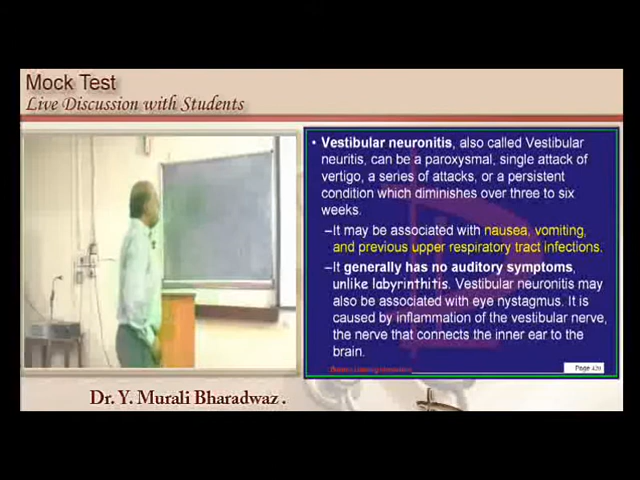 Mock Test
Live Discussion with Students
• Vestibular neuronitis, also called Vestibular
neuritis, can be a paroxysmal, single attack of
vertigo, a series of attacks, or a persistent
condition which diminishes over three to six
weeks.
–It may be associated with nausea, vomiting,
and previous upper respiratory tract infections.
–It generally has no auditory symptoms,
unlike labyrinthitis. Vestibular neuronitis may
also be associated with eye nystagmus. It is
caused by inflammation of the vestibular nerve,
the nerve that connects the inner ear to the
brain.
Page
Dr. Y. Murali Bharadwaz .